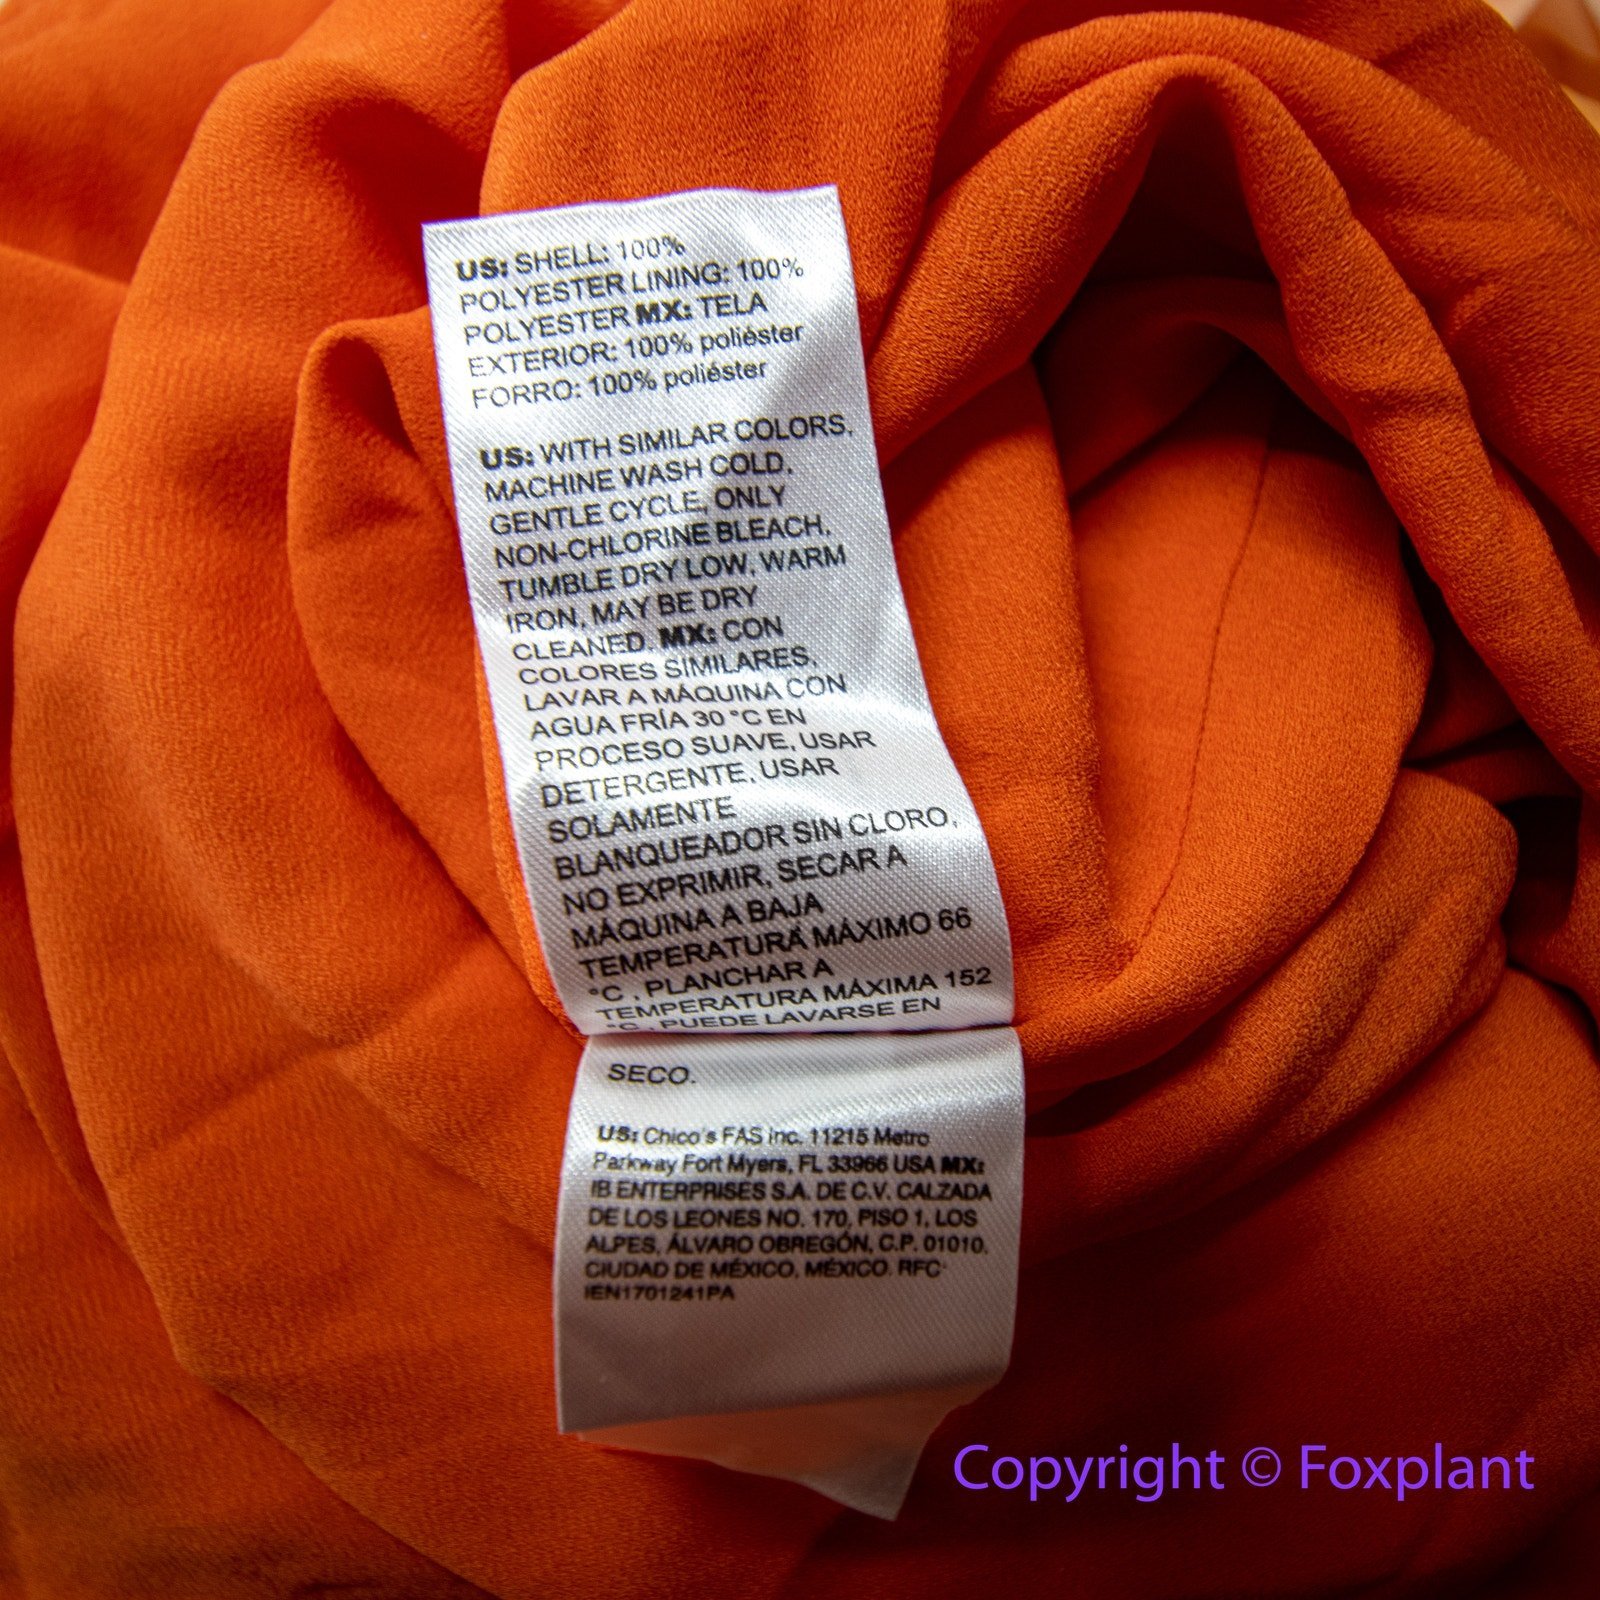 US: SHELL: 100%
POLYESTER LINING: 100%
POLYESTER MX: TELA
EXTERIOR: 100% poliéster
FORRO: 100% poliéster
US: WITH SIMILAR COLORS,
MACHINE WASH COLD,
GENTLE CYCLE, ONLY
NON-CHLORINE BLEACH,
TUMBLE DRY LOW, WARM
IRON, MAY BE DRY
CLEANED. MX: CON
COLORES SIMILARES,
LAVAR A MÁQUINA CON
AGUA FRÍA 30 °C EN
PROCESO SUAVE, USAR
DETERGENTE, USAR
SOLAMENTE
BLANQUEADOR SIN CLORO,
NO EXPRIMIR, SECAR A
MÁQUINA A BAJA
TEMPERATURA MÁXIMO 66
°C , PLANCHAR A
TEMPERATURA MÁXIMA 152
°C , PUEDE LAVARSE EN
SECO.
US: Chico's FAS Inc. 11215 Metro
Parkway Fort Myers, FL 33966 USA MX:
IB ENTERPRISES S.A. DE C.V. CALZADA
DE LOS LEONES NO. 170, PISO 1, LOS
ALPES, ÁLVARO OBREGÓN, C.P. 01010,
CIUDAD DE MÉXICO, MÉXICO. RFC:
IEN1701241PA
Copyright © Foxplant